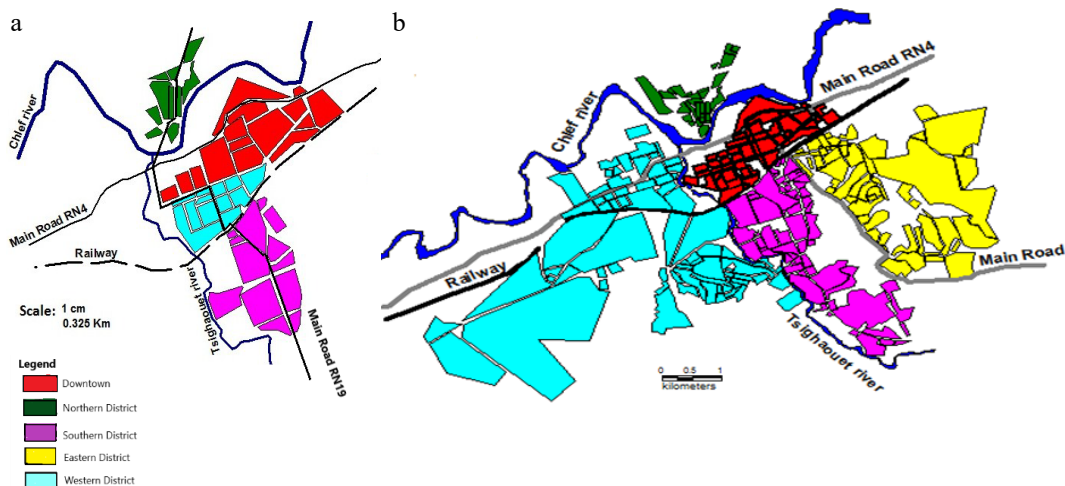 a
Chlef river
Main Road RN4
Railway
Tsighaouet river
Main Road RN19
Scale: 1 cm
0.325 Km
Legend
Downtown
Northern District
Southern District
Eastern District
Western District
b
Chlef river
Main Road RN4
Railway
Main Road
Tsighaouet river
0 0.5 1
kilometers